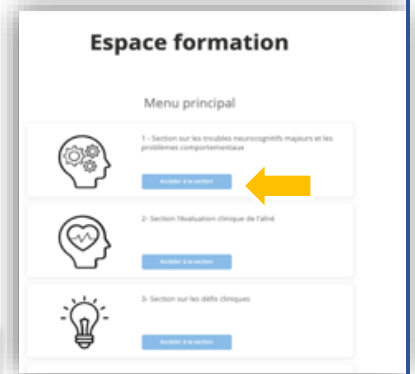 Espace formation
Menu principal
1 - Section sur les troubles neurocognitifs majeurs et les
problèmes comportementaux
Accéder à la section
2- Section l'évaluation clinique de l'aîné
Accéder à la section
3- Section sur les défis cliniques
Accéder à la section